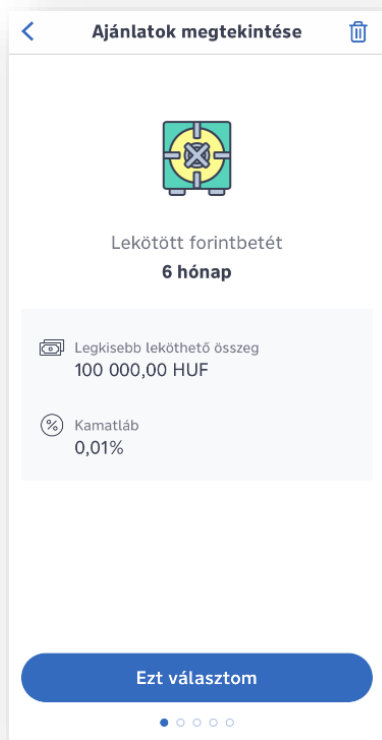 Ajánlatok megtekintése
Lekötött forintbetét
6 hónap
Legkisebb leköthető összeg
100 000,00 HUF
Kamatláb
0,01%
Ezt választom